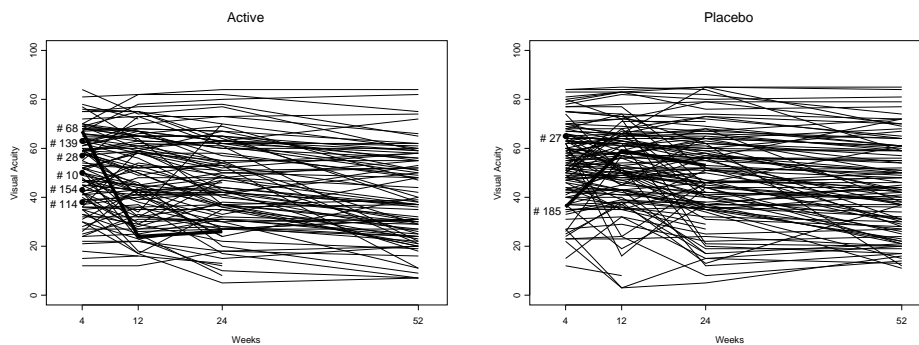 Active
Visual Acuity
100
80
60
40
20
0
# 68
# 139
# 28
# 10
# 154
# 114
4 12 24 52
Weeks
Placebo
Visual Acuity
100
80
60
40
20
0
# 27
# 185
4 12 24 52
Weeks